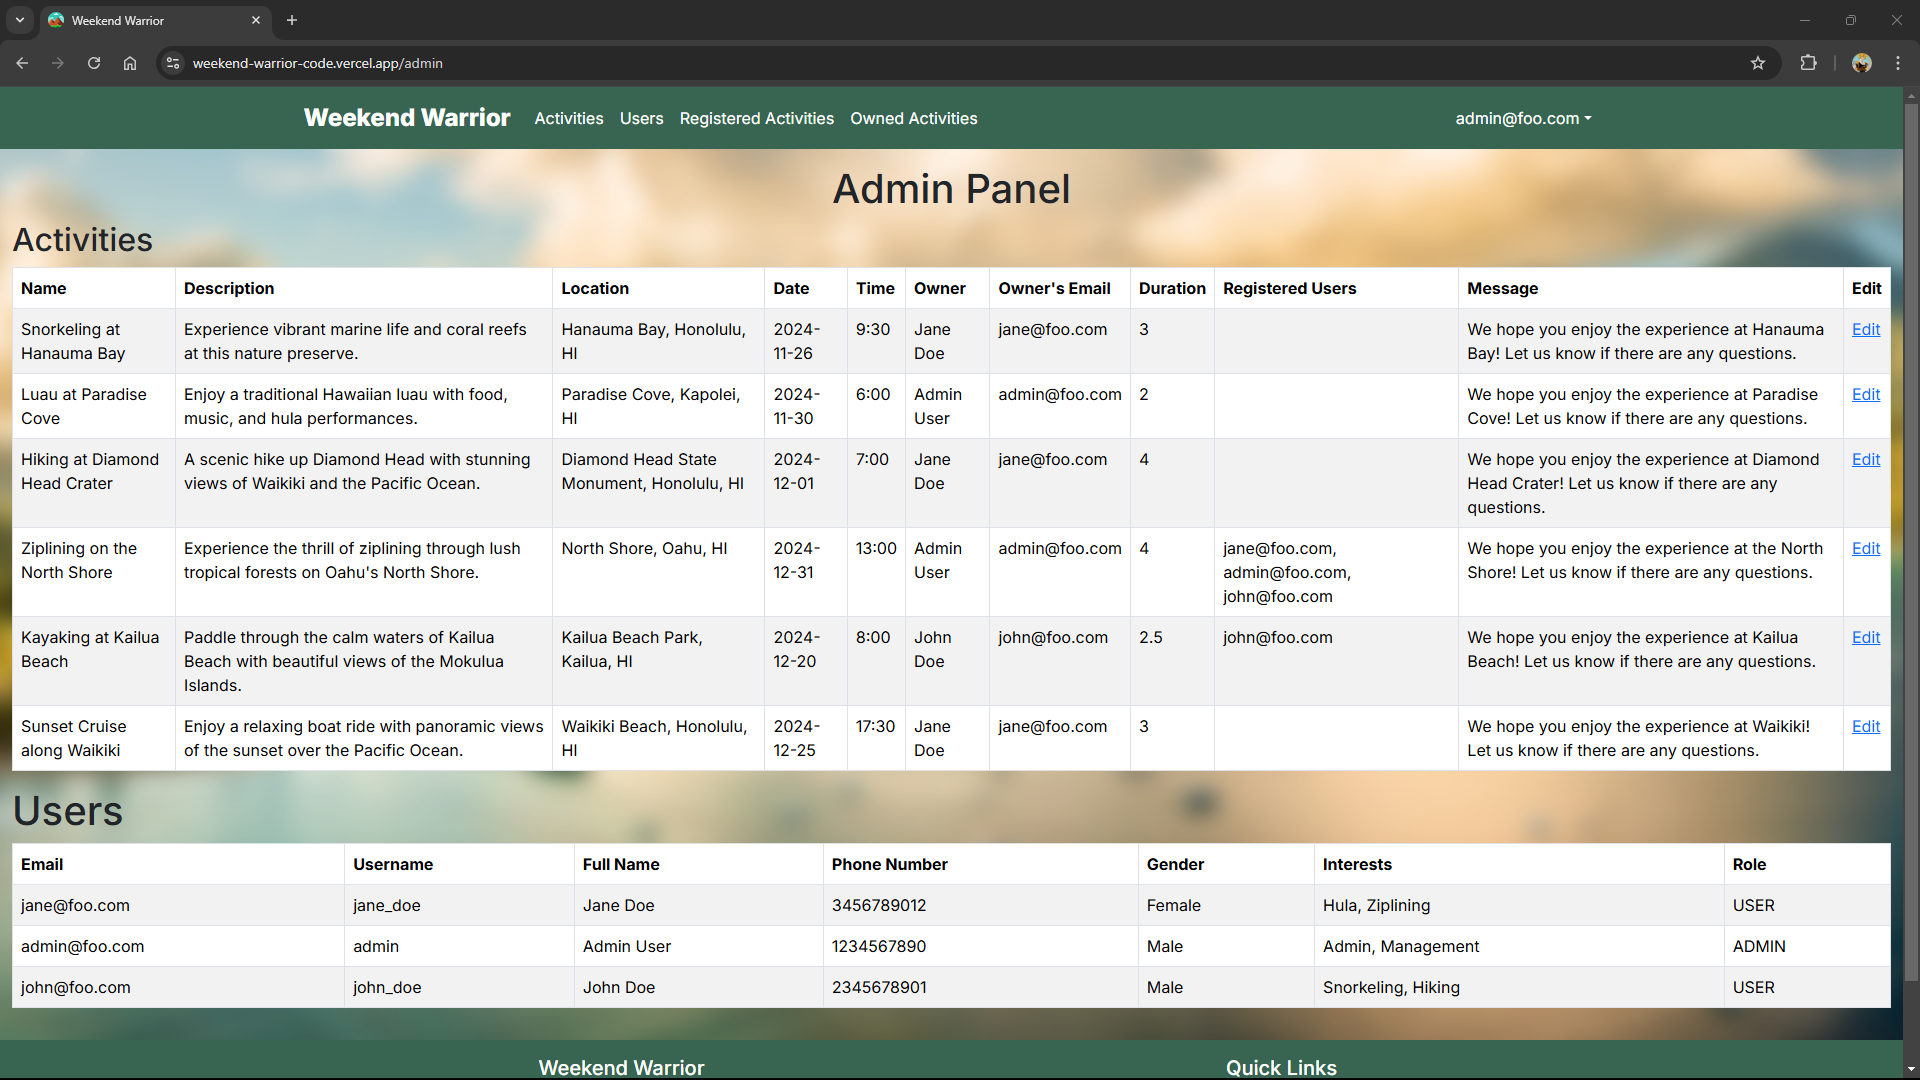 Weekend Warrior
weekend-warrior-code.vercel.app/admin
Weekend Warrior Activities Users Registered Activities Owned Activities admin@foo.com
Admin Panel
Activities
Name Description Location Date Time Owner Owner's Email Duration Registered Users Message Edit
Snorkeling at Experience vibrant marine life and coral reefs Hanauma Bay, Honolulu, 2024- 9:30 Jane jane@foo.com 3 We hope you enjoy the experience at Hanauma Edit
Hanauma Bay at this nature preserve. HI 11-26 Doe Bay! Let us know if there are any questions.
Luau at Paradise Enjoy a traditional Hawaiian luau with food, Paradise Cove, Kapolei, 2024- 6:00 Admin admin@foo.com 2 We hope you enjoy the experience at Paradise Edit
Cove music, and hula performances. HI 11-30 User Cove! Let us know if there are any questions.
Hiking at Diamond A scenic hike up Diamond Head with stunning Diamond Head State 2024- 7:00 Jane jane@foo.com 4 We hope you enjoy the experience at Diamond Edit
Head Crater views of Waikiki and the Pacific Ocean. Monument, Honolulu, HI 12-01 Doe Head Crater! Let us know if there are any
questions.
Ziplining on the Experience the thrill of ziplining through lush North Shore, Oahu, HI 2024- 13:00 Admin admin@foo.com 4 jane@foo.com, We hope you enjoy the experience at the North Edit
North Shore tropical forests on Oahu's North Shore. 12-31 User admin@foo.com, Shore! Let us know if there are any questions.
john@foo.com
Kayaking at Kailua Paddle through the calm waters of Kailua Kailua Beach Park, 2024- 8:00 John john@foo.com 2.5 john@foo.com We hope you enjoy the experience at Kailua Edit
Beach Beach with beautiful views of the Mokulua Kailua, HI 12-20 Doe Beach! Let us know if there are any questions.
Islands.
Sunset Cruise Enjoy a relaxing boat ride with panoramic views Waikiki Beach, Honolulu, 2024- 17:30 Jane jane@foo.com 3 We hope you enjoy the experience at Waikiki! Edit
along Waikiki of the sunset over the Pacific Ocean. HI 12-25 Doe Let us know if there are any questions.
Users
Email Username Full Name Phone Number Gender Interests Role
jane@foo.com jane_doe Jane Doe 3456789012 Female Hula, Ziplining USER
admin@foo.com admin Admin User 1234567890 Male Admin, Management ADMIN
john@foo.com john_doe John Doe 2345678901 Male Snorkeling, Hiking USER
Weekend Warrior Quick Links